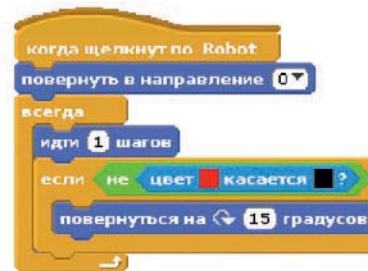 когда щелкнут по Robot
повернуть в направление 0
всегда
идти 1 шагов
если не цвет касается ?
повернуться на 15 градусов